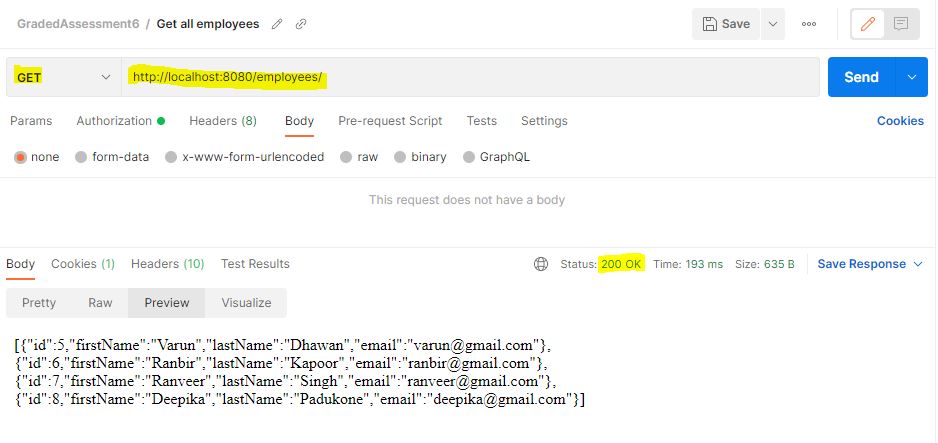 GradedAssessment6 / Get all employees Save
GET http://localhost:8080/employees/ Send
Params Authorization Headers (8) Body Pre-request Script Tests Settings Cookies
none form-data x-www-form-urlencoded raw binary GraphQL
This request does not have a body
Body Cookies (1) Headers (10) Test Results Status: 200 OK Time: 193 ms Size: 635 B Save Response
Pretty Raw Preview Visualize
[{"id":5,"firstName":"Varun","lastName":"Dhawan","email":"varun@gmail.com"},
{"id":6,"firstName":"Ranbir","lastName":"Kapoor","email":"ranbir@gmail.com"},
{"id":7,"firstName":"Ranveer","lastName":"Singh","email":"ranveer@gmail.com"},
{"id":8,"firstName":"Deepika","lastName":"Padukone","email":"deepika@gmail.com"}]